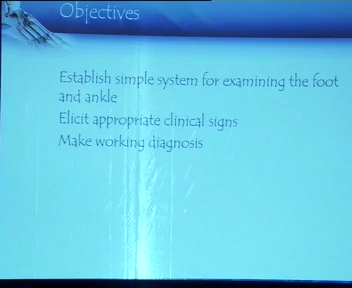 Objectives
Establish simple system for examining the foot
and ankle
Elicit appropriate clinical signs
Make working diagnosis